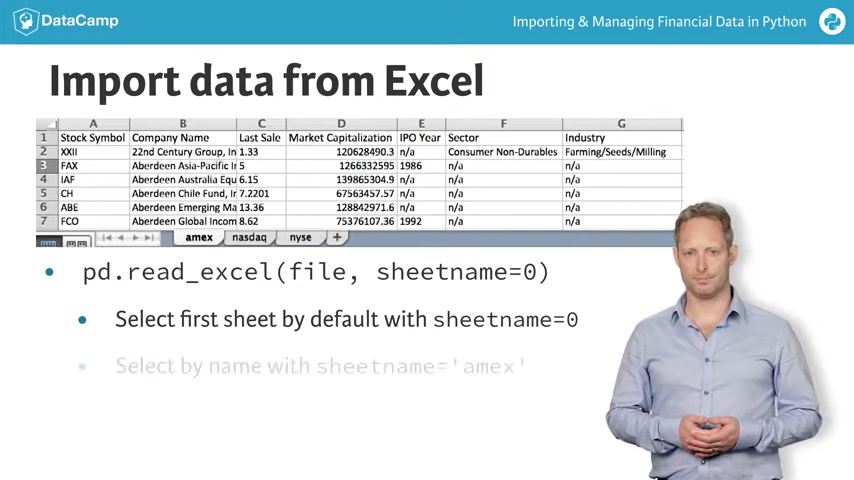 DataCamp
Importing & Managing Financial Data in Python
Import data from Excel
A B C D E F G
1 Stock Symbol Company Name Last Sale Market Capitalization IPO Year Sector Industry
2 XXII 22nd Century Group, In 1.33 120628490.3 n/a Consumer Non-Durables Farming/Seeds/Milling
3 FAX Aberdeen Asia-Pacific I 5 1266332595 1986 n/a n/a
4 IAF Aberdeen Australia Equ 6.15 139865304.9 n/a n/a n/a
5 CH Aberdeen Chile Fund, I 7.2201 67563457.57 n/a n/a n/a
6 ABE Aberdeen Emerging Ma 13.36 128842971.6 n/a n/a n/a
7 FCO Aberdeen Global Incom 8.62 75376107.36 1992 n/a n/a
amex nasdaq nyse +
• pd.read_excel(file, sheetname=0)
• Select first sheet by default with sheetname=0
• Select by name with sheetname='amex'